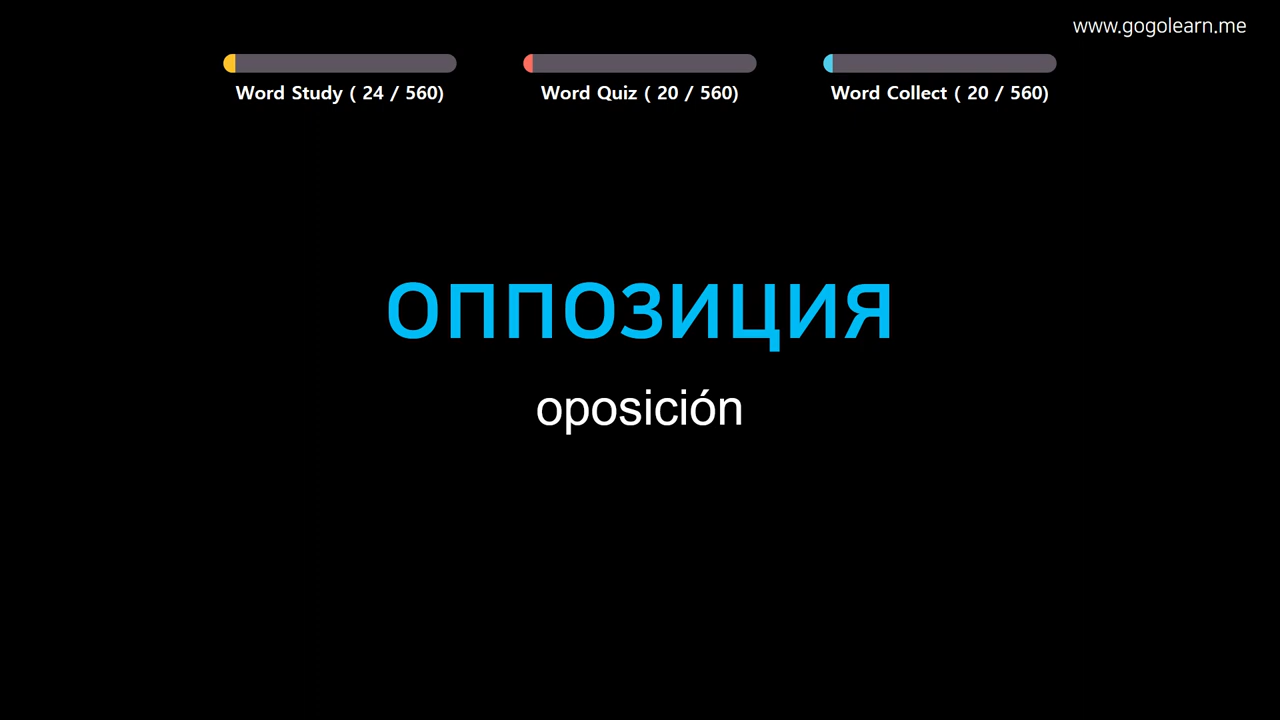 www.gogolearn.me
Word Study ( 24 / 560)
Word Quiz ( 20 / 560)
Word Collect ( 20 / 560)
оппозиция
oposición